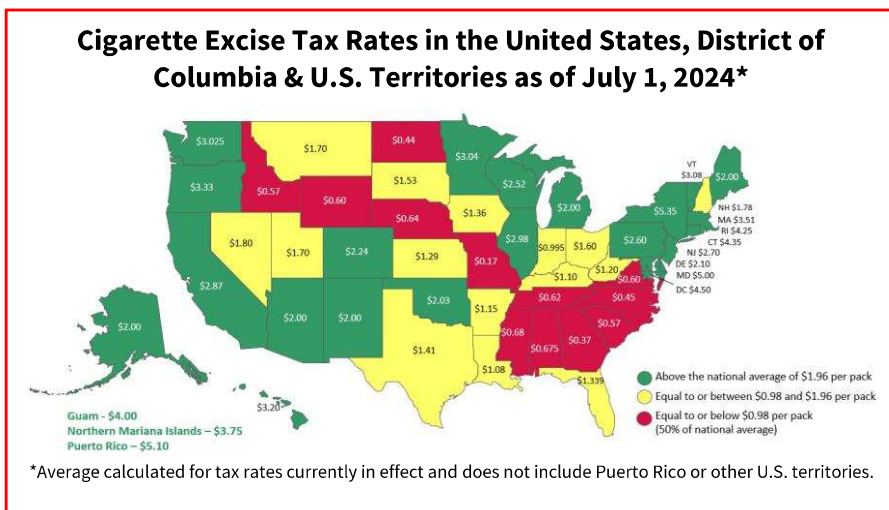 Cigarette Excise Tax Rates in the United States, District of
Columbia & U.S. Territories as of July 1, 2024*
$3.025
$1.70
$0.44
$3.04
VT
$3.08
$2.00
$3.33
$0.57
$1.53
$2.52
$0.60
$2.00
$5.35
NH $1.78
MA $3.51
RI $4.25
CT $4.35
$0.64
$1.36
$2.60
NJ $2.70
DE $2.10
MD $5.00
DC $4.50
$1.80
$1.70
$2.24
$2.98
$0.995
$1.60
$1.29
$0.17
$1.20
$0.60
$2.87
$1.10
$0.45
$0.62
$2.00
$2.00
$2.00
$2.03
$1.15
$0.57
$0.68
$0.675
$0.37
$1.41
$1.08
$1.339
$3.20
Above the national average of $1.96 per pack
Equal to or between $0.98 and $1.96 per pack
Equal to or below $0.98 per pack
(50% of national average)
Guam - $4.00
Northern Mariana Islands – $3.75
Puerto Rico – $5.10
*Average calculated for tax rates currently in effect and does not include Puerto Rico or other U.S. territories.